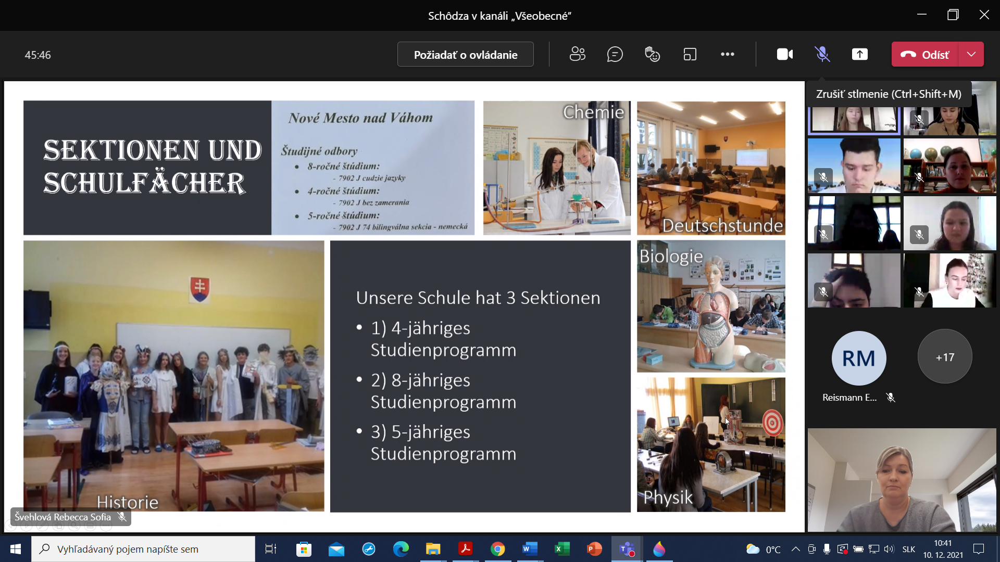 Schôdza v kanáli „Všeobecné“
45:46
Požiadať o ovládanie
Odísť
Zrušiť stlmenie (Ctrl+Shift+M)
SEKTIONEN UND
SCHULFÄCHER
Nové Mesto nad Váhom
Študijné odbory
• 8-ročné štúdium:
- 7902 J cudzie jazyky
• 4-ročné štúdium:
- 7902 J bez zamerania
• 5-ročné štúdium:
- 7902 J 74 bilingválna sekcia - nemecká
Chemie
Deutschstunde
Historie
Unsere Schule hat 3 Sektionen
• 1) 4-jähriges
Studienprogramm
• 2) 8-jähriges
Studienprogramm
• 3) 5-jähriges
Studienprogramm
Biologie
Physik
Švehlová Rebecca Sofia
RM
+17
Reismann E...
Vyhľadávaný pojem napíšte sem
0°C
SLK
10:41
10. 12. 2021